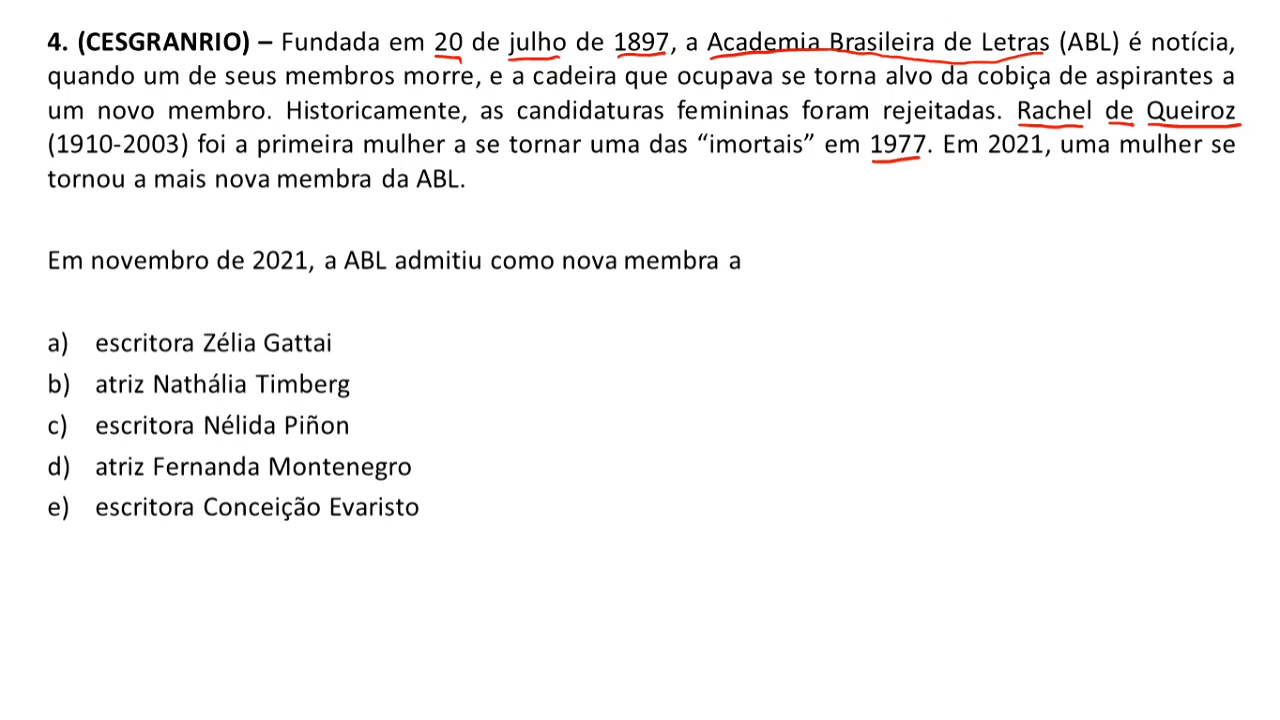 4. (CESGRANRIO) – Fundada em 20 de julho de 1897, a Academia Brasileira de Letras (ABL) é notícia,
quando um de seus membros morre, e a cadeira que ocupava se torna alvo da cobiça de aspirantes a
um novo membro. Historicamente, as candidaturas femininas foram rejeitadas. Rachel de Queiroz
(1910-2003) foi a primeira mulher a se tornar uma das “imortais” em 1977. Em 2021, uma mulher se
tornou a mais nova membra da ABL.
Em novembro de 2021, a ABL admitiu como nova membra a
a) escritora Zélia Gattai
b) atriz Nathália Timberg
c) escritora Nélida Piñon
d) atriz Fernanda Montenegro
e) escritora Conceição Evaristo